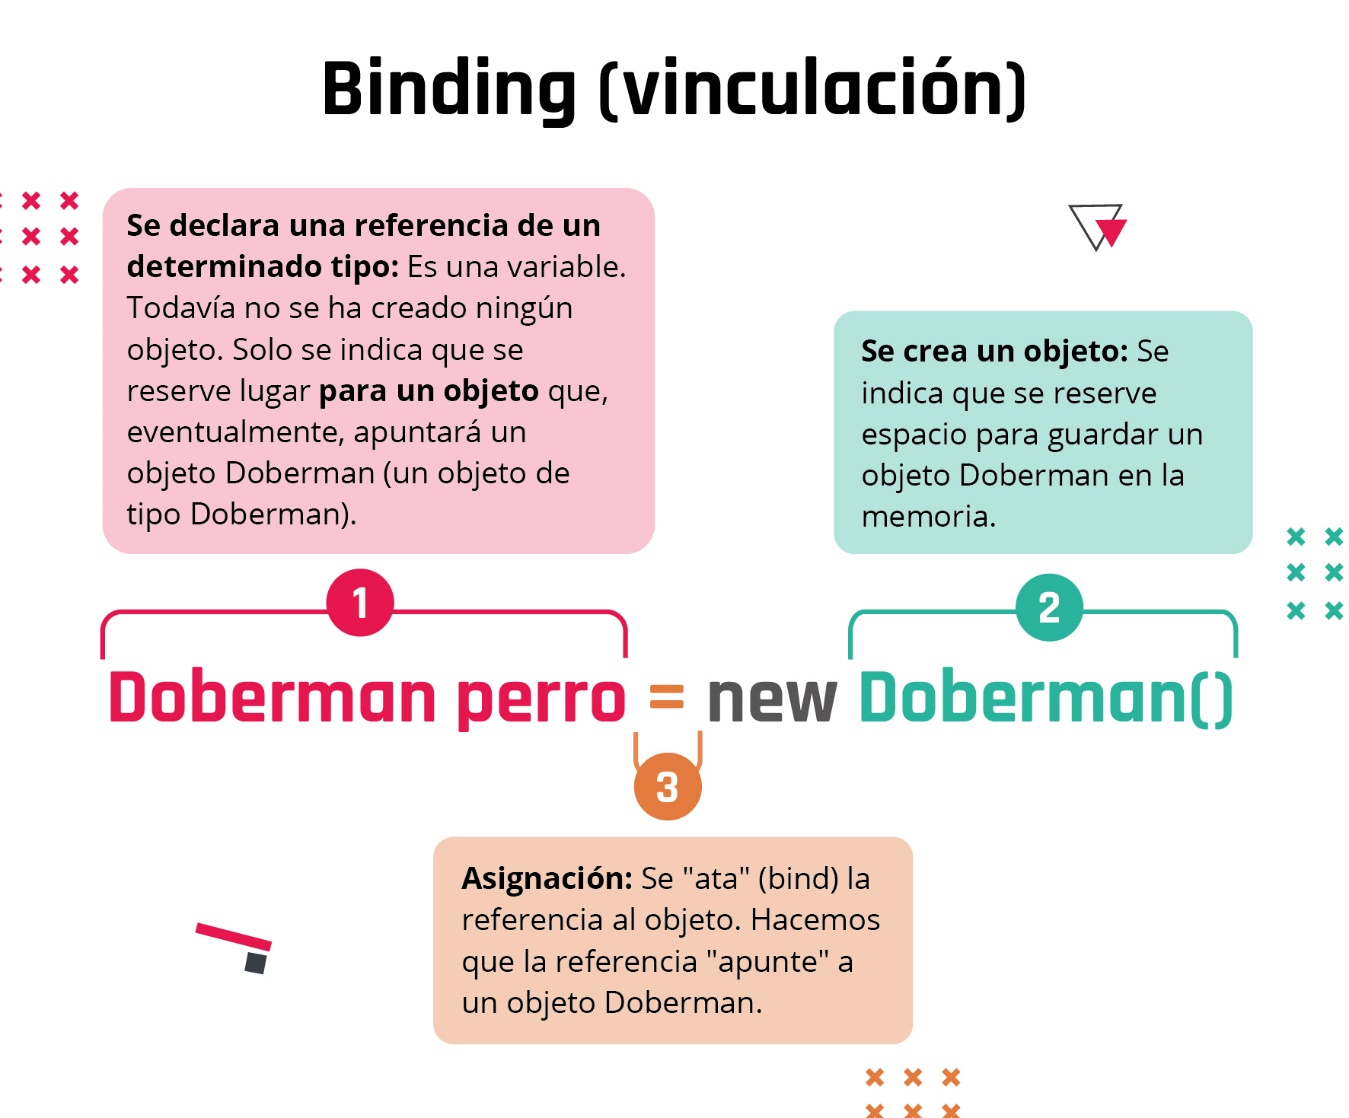 Binding (vinculación)
Se declara una referencia de un
determinado tipo: Es una variable.
Todavía no se ha creado ningún
objeto. Solo se indica que se
reserve lugar para un objeto que,
eventualmente, apuntará un
objeto Doberman (un objeto de
tipo Doberman).
Se crea un objeto: Se
indica que se reserve
espacio para guardar un
objeto Doberman en la
memoria.
1
2
Doberman perro = new Doberman()
3
Asignación: Se "ata" (bind) la
referencia al objeto. Hacemos
que la referencia "apunte" a
un objeto Doberman.